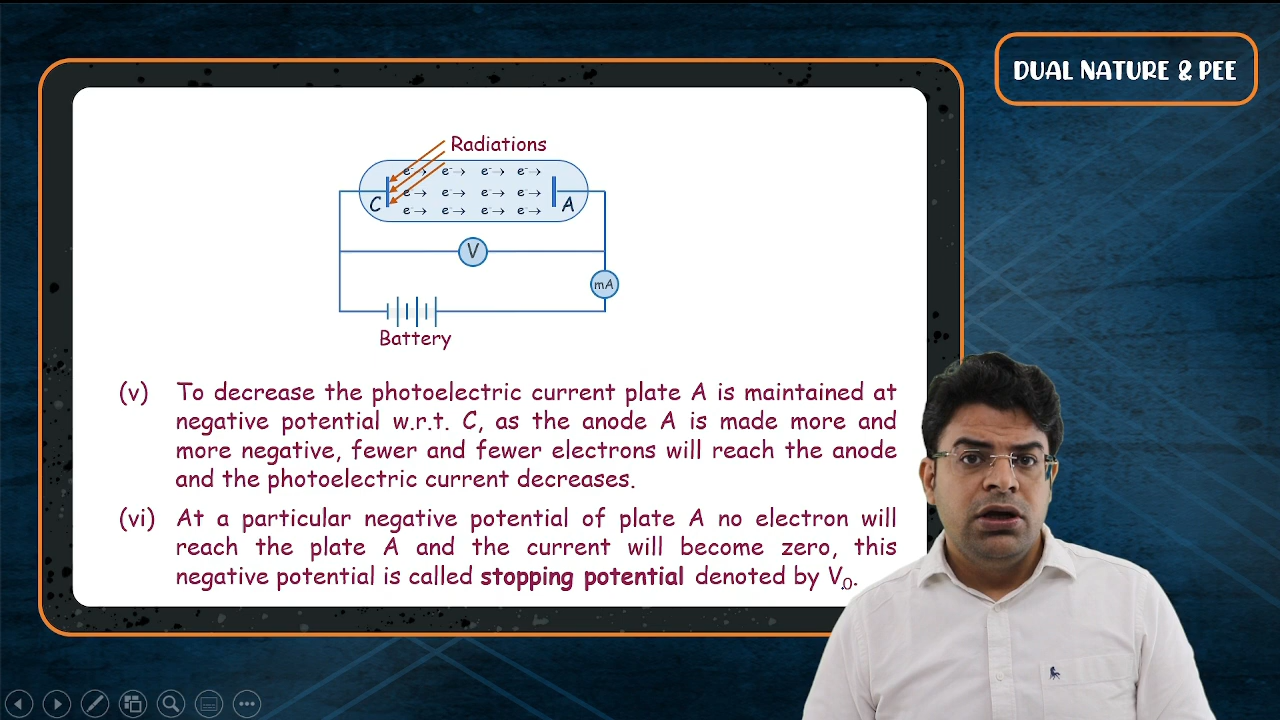 DUAL NATURE & PEE
Radiations
e⁻→ e⁻→ e⁻→ e⁻→
e⁻→ e⁻→ e⁻→ e⁻→
C A
e⁻→ e⁻→ e⁻→ e⁻→
V
mA
Battery
(v) To decrease the photoelectric current plate A is maintained at
negative potential w.r.t. C, as the anode A is made more and
more negative, fewer and fewer electrons will reach the anode
and the photoelectric current decreases.
(vi) At a particular negative potential of plate A no electron will
reach the plate A and the current will become zero, this
negative potential is called stopping potential denoted by V₀.